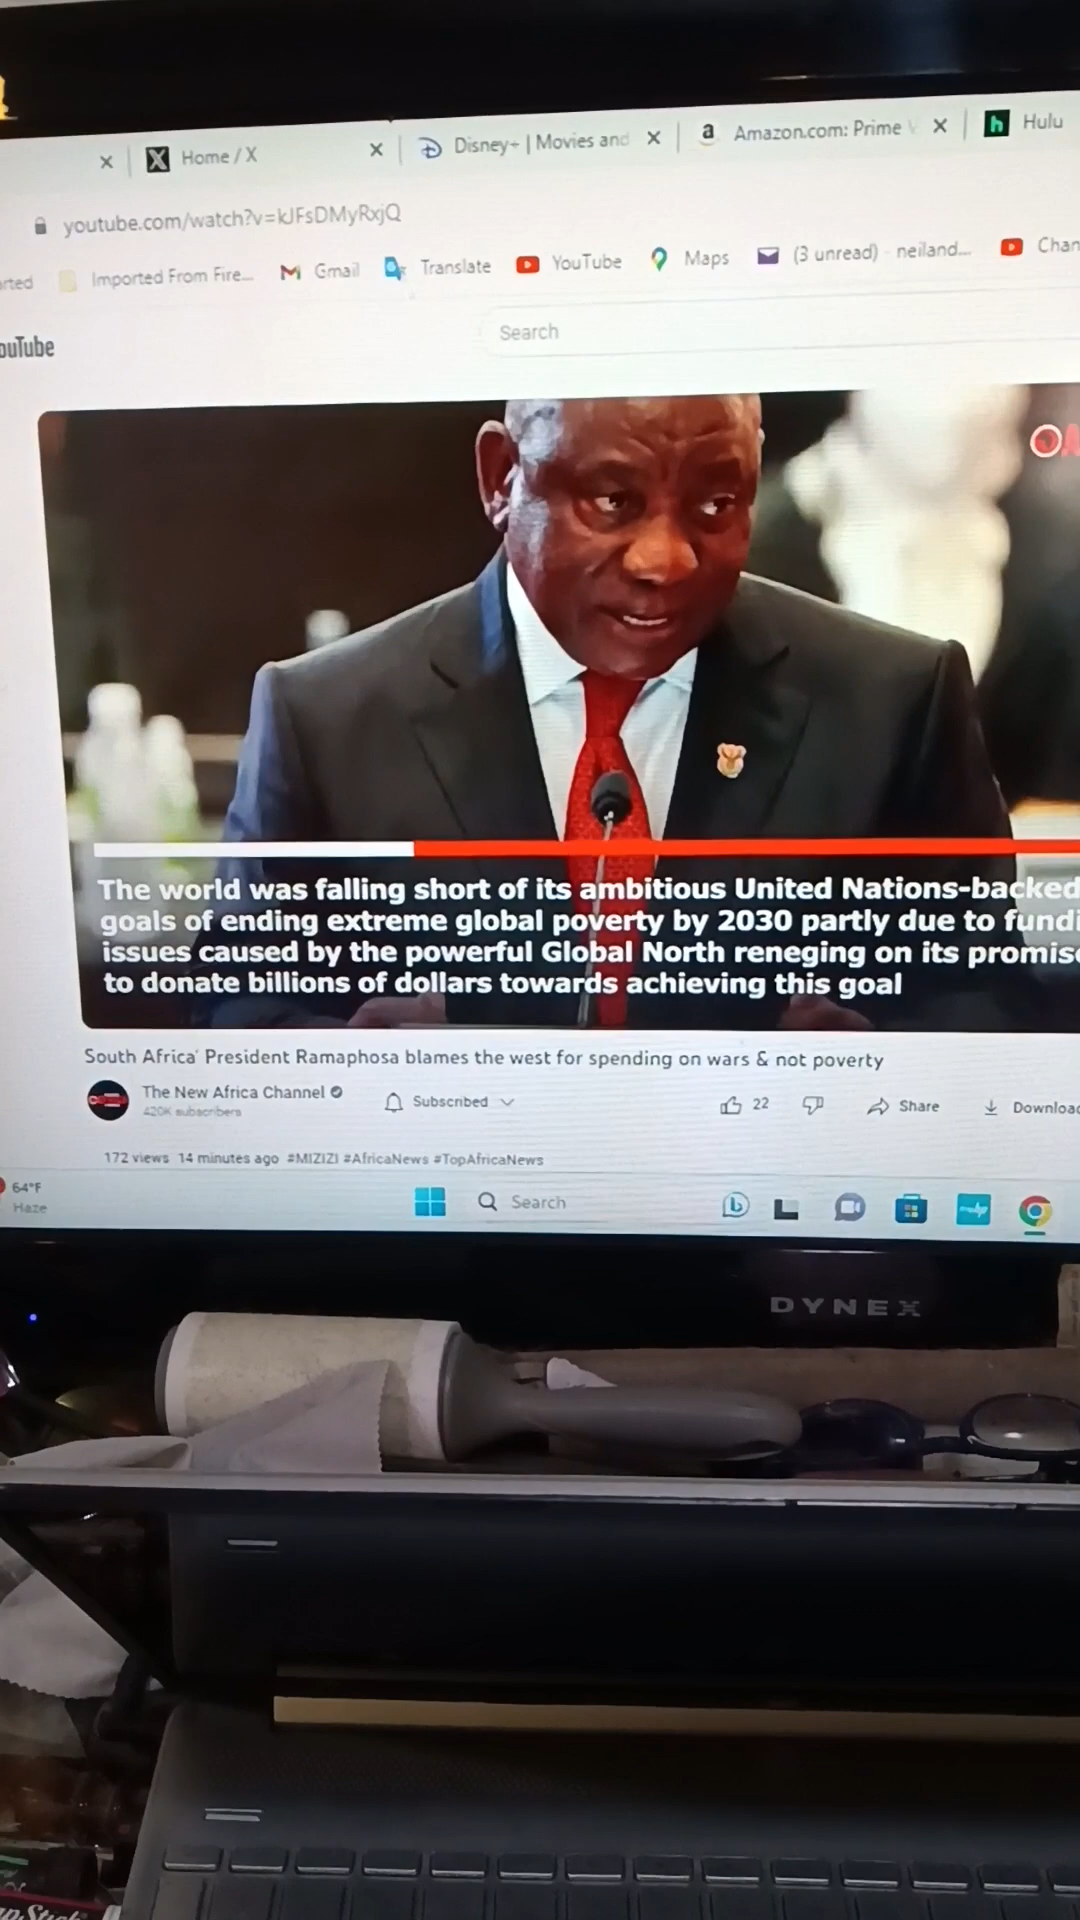 Home / X
Disney+ | Movies and
a Amazon.com: Prime V
h Hulu
youtube.com/watch?v=kJFsDMyRxjQ
Imported From Fire...
Gmail
Translate
YouTube
Maps
(3 unread) - neiland...
Chan
ouTube
Search
The world was falling short of its ambitious United Nations-backed
goals of ending extreme global poverty by 2030 partly due to fundi
issues caused by the powerful Global North reneging on its promise
to donate billions of dollars towards achieving this goal
South Africa' President Ramaphosa blames the west for spending on wars & not poverty
The New Africa Channel
420K subscribers
Subscribed
22
Share
Downloa
172 views 14 minutes ago #MIZIZI #AfricaNews #TopAfricaNews
64°F
Haze
Search
DYNEX